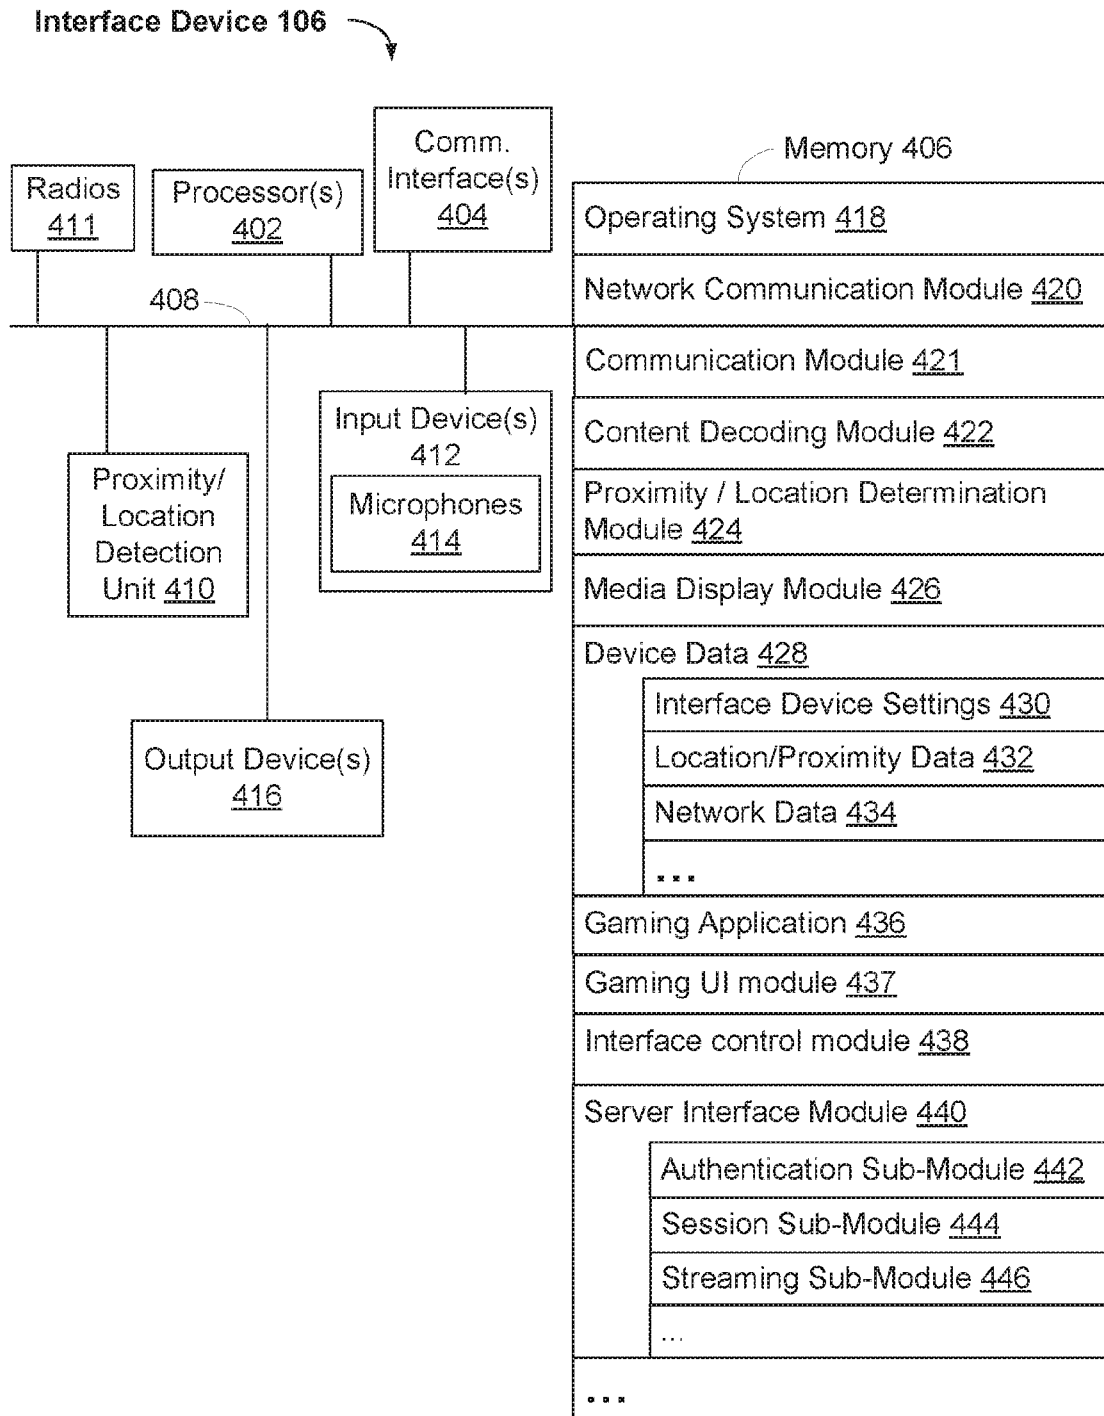 Interface Device 106
Comm.
Interface(s)
404
Radios
411
Processor(s)
402
408
Proximity/
Location
Detection
Unit 410
Input Device(s)
412
Microphones
414
Output Device(s)
416
Memory 406
Operating System 418
Network Communication Module 420
Communication Module 421
Content Decoding Module 422
Proximity / Location Determination
Module 424
Media Display Module 426
Device Data 428
Interface Device Settings 430
Location/Proximity Data 432
Network Data 434
...
Gaming Application 436
Gaming UI module 437
Interface control module 438
Server Interface Module 440
Authentication Sub-Module 442
Session Sub-Module 444
Streaming Sub-Module 446
...
...